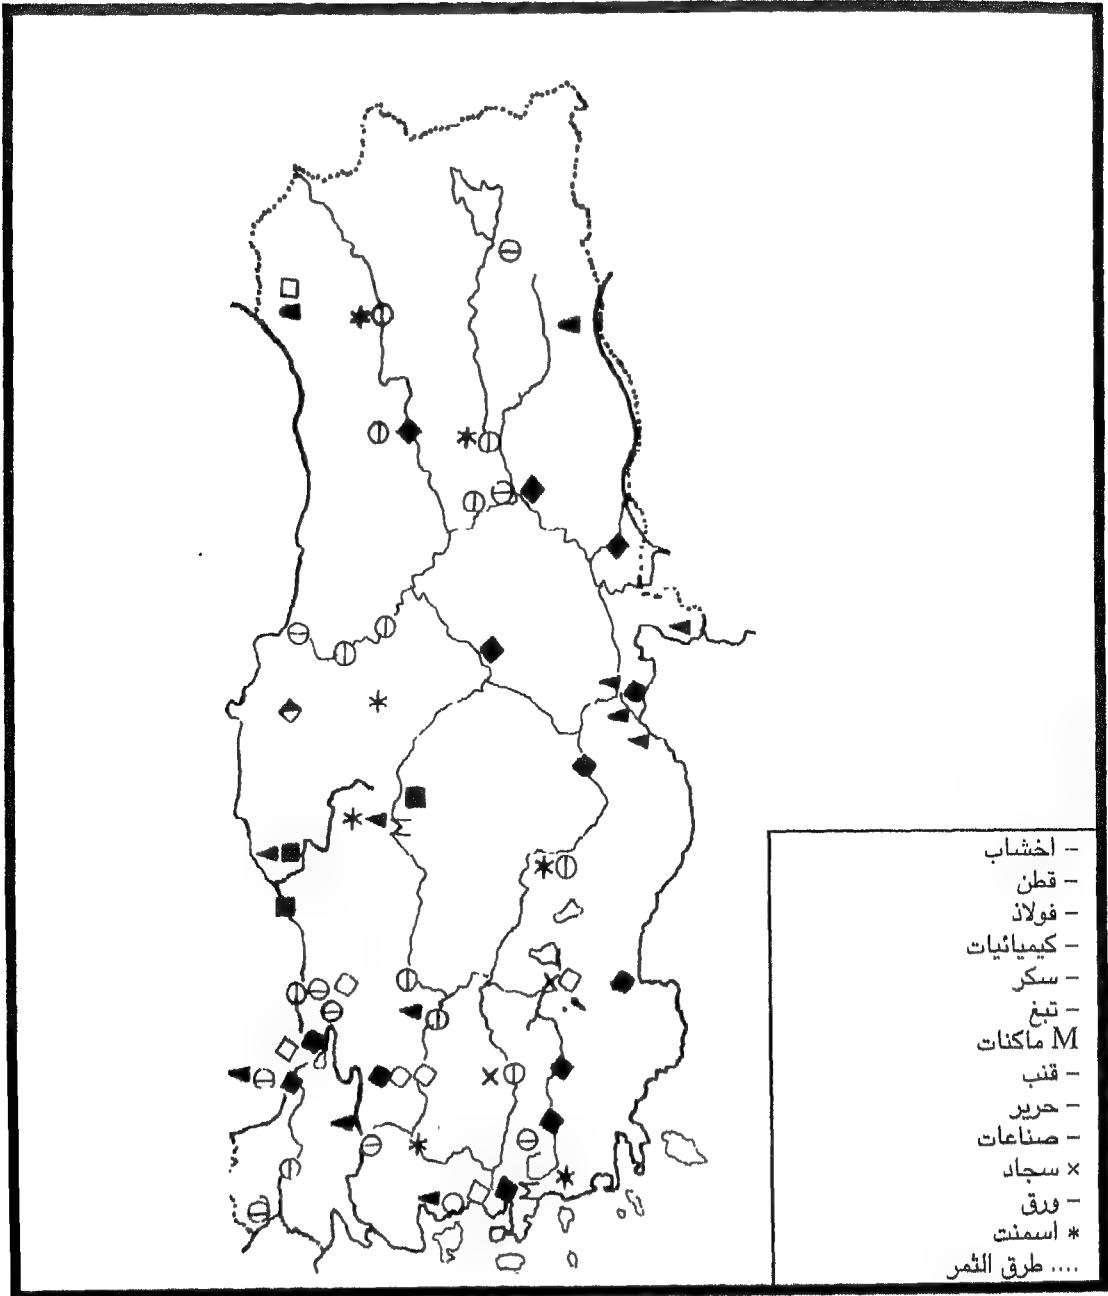 – اخشاب
– قطن
– فولاذ
– كيميائيات
– سكر
– تبغ
M ماكنات
– قنب
– حرير
– صناعات
× سجاد
– ورق
* اسمنت
.... طرق الثمر